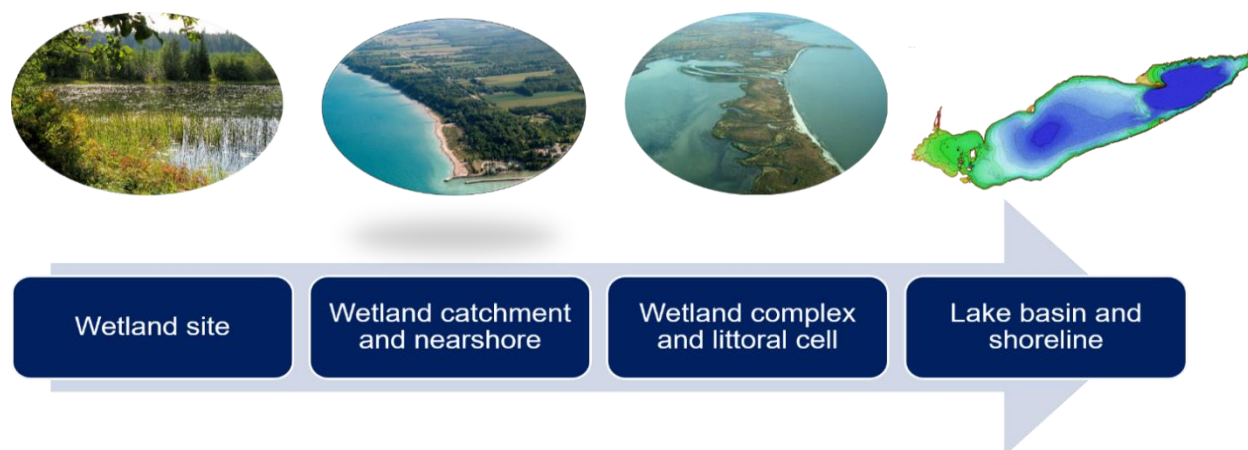 Wetland site
Wetland catchment
and nearshore
Wetland complex
and littoral cell
Lake basin and
shoreline